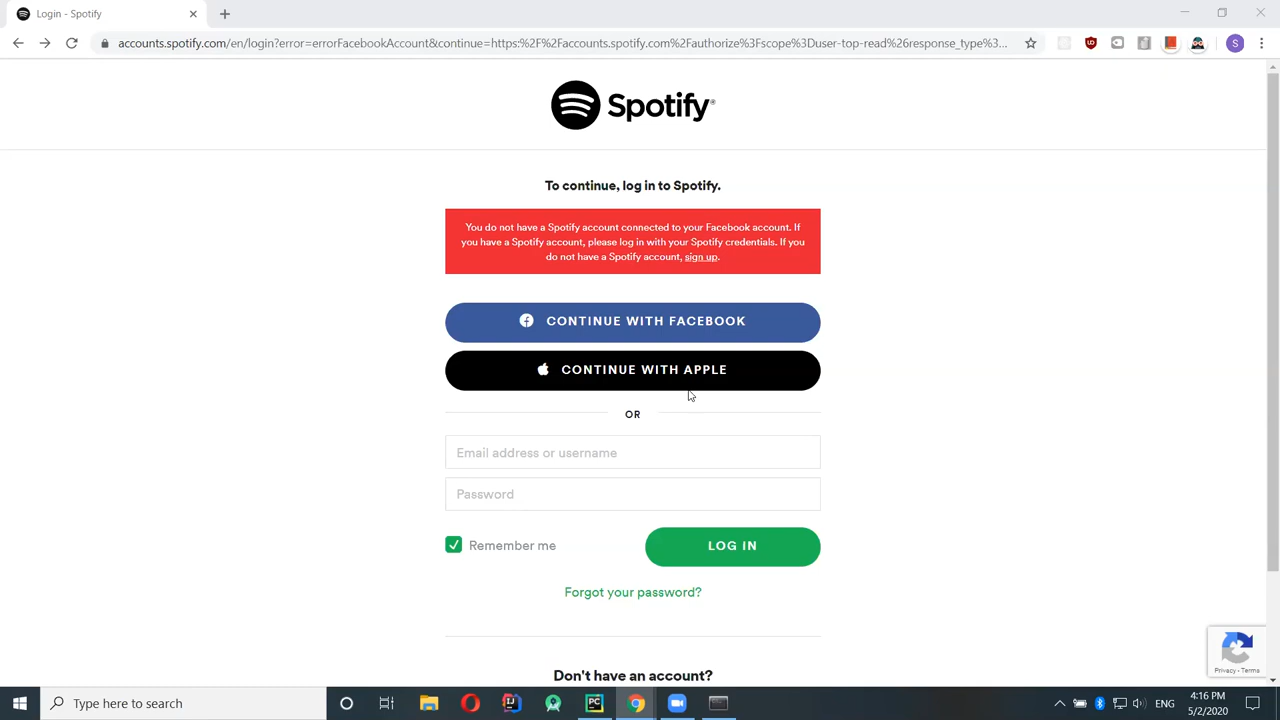 Login - Spotify
accounts.spotify.com/en/login?error=errorFacebookAccount&continue=https:%2F%2Faccounts.spotify.com%2Fauthorize%3Fscope%3Duser-top-read%26response_type%3...
S
Spotify®
To continue, log in to Spotify.
You do not have a Spotify account connected to your Facebook account. If
you have a Spotify account, please log in with your Spotify credentials. If you
do not have a Spotify account, sign up.
CONTINUE WITH FACEBOOK
CONTINUE WITH APPLE
OR
Email address or username
Password
Remember me
LOG IN
Forgot your password?
Don't have an account?
Privacy - Terms
Type here to search
PC
ENG
4:16 PM
5/2/2020